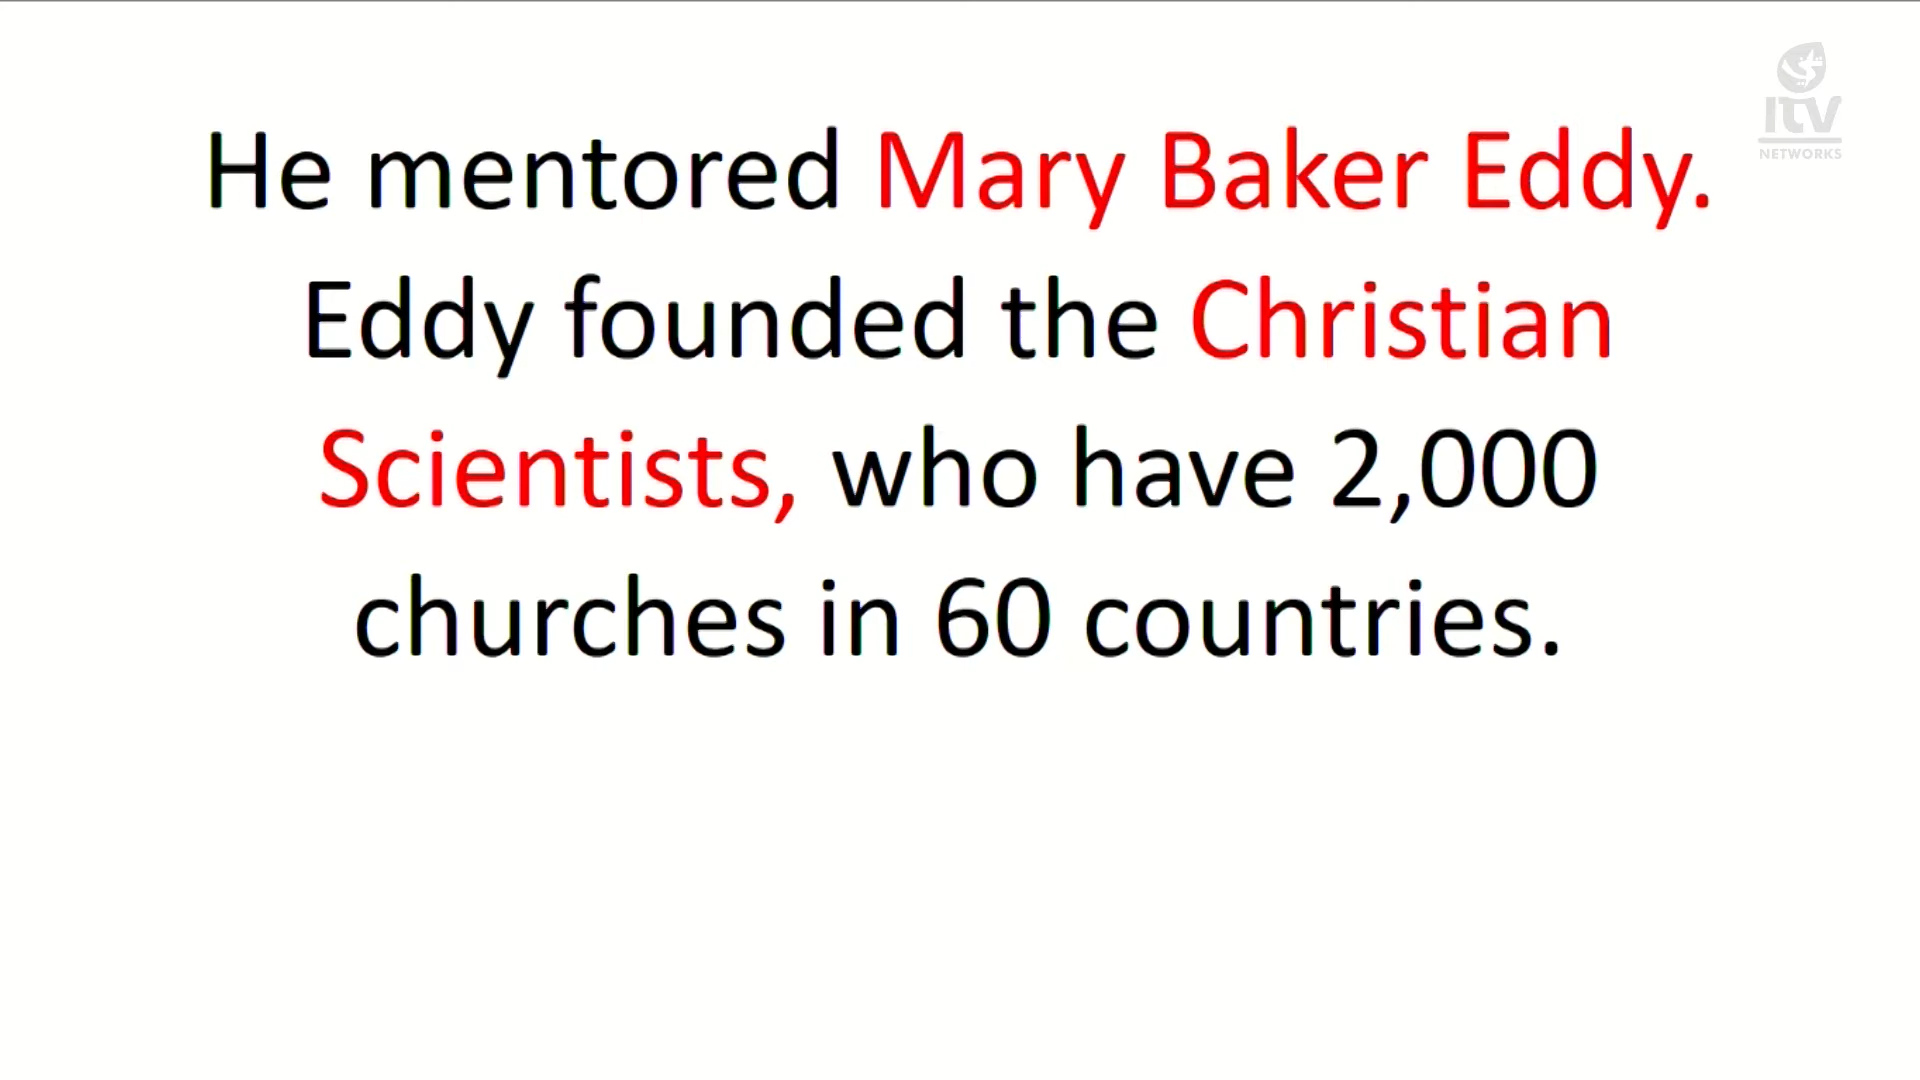 He mentored Mary Baker Eddy.
Eddy founded the Christian
Scientists, who have 2,000
churches in 60 countries.
itv
NETWORKS